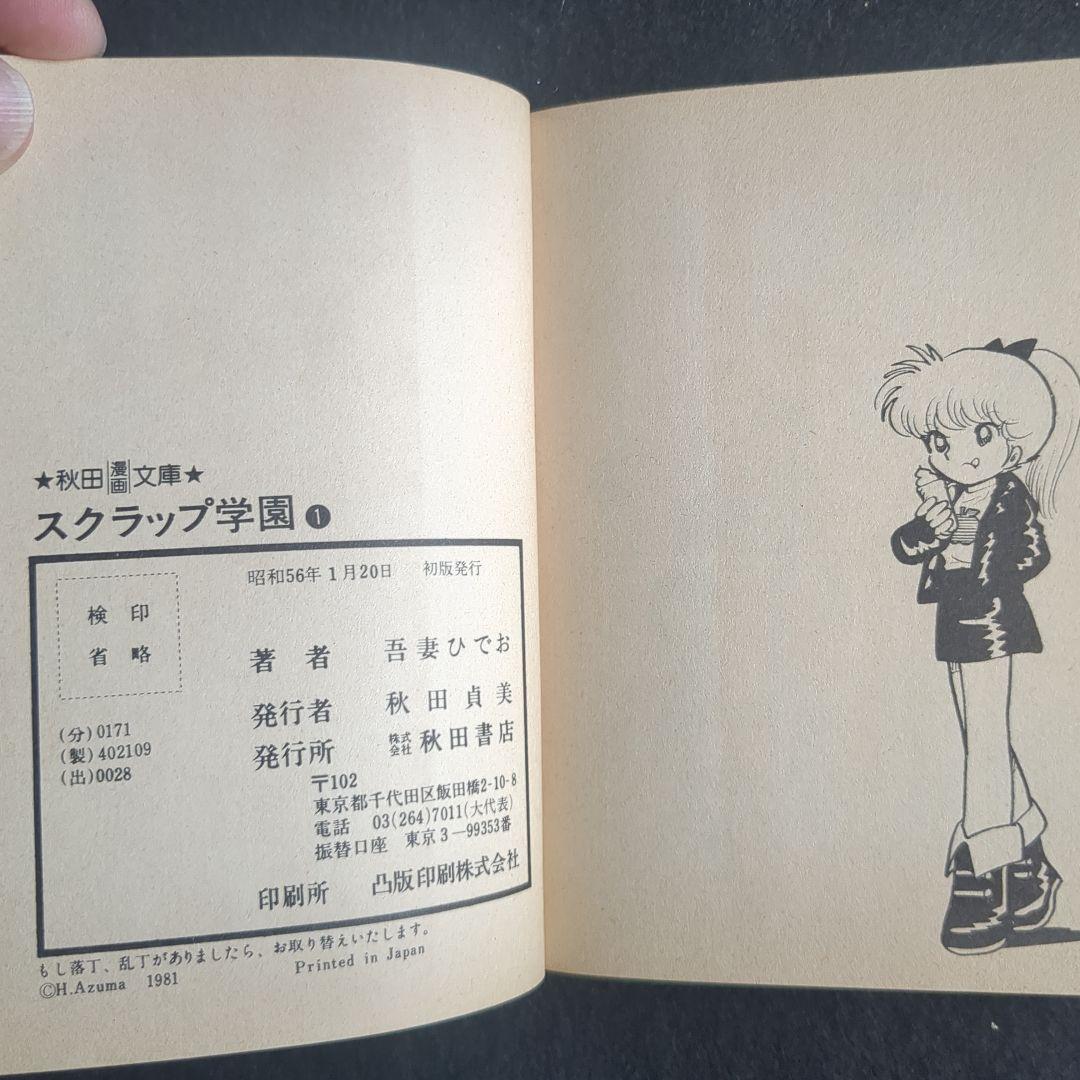 ★秋田漫画文庫★
スクラップ学園❶
昭和56年1月20日 初版発行
検印
省略
著者 吾妻ひでお
発行者 秋田貞美
発行所 株式会社 秋田書店
(分)0171
(製)402109
(出)0028
〒102
東京都千代田区飯田橋2-10-8
電話 03(264)7011(大代表)
振替口座 東京3―99353番
印刷所 凸版印刷株式会社
もし落丁、乱丁がありましたら、お取り替えいたします。
©H.Azuma 1981 Printed in Japan